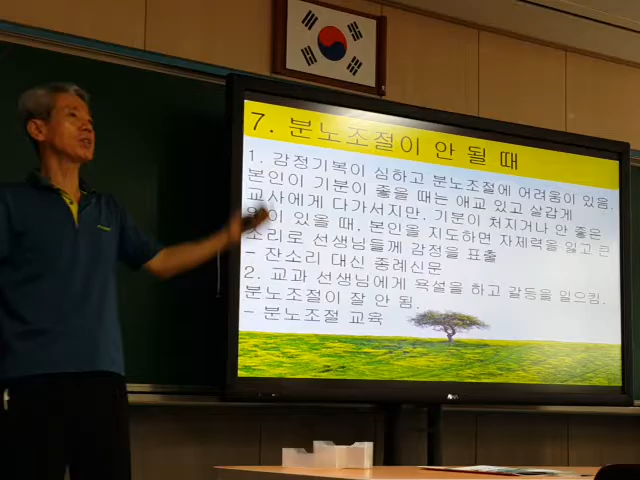 7. 분노조절이 안 될 때
1. 감정기복이 심하고 분노조절에 어려움이 있음.
본인이 기분이 좋을 때는 애교 있고 살갑게
교사에게 다가서지만, 기분이 처지거나 안 좋은
이 있을 때, 본인을 지도하면 자제력을 잃고 큰
소리로 선생님들께 감정을 표출
- 잔소리 대신 종례신문
2. 교과 선생님에게 욕설을 하고 갈등을 일으킴.
분노조절이 잘 안 됨.
- 분노조절 교육